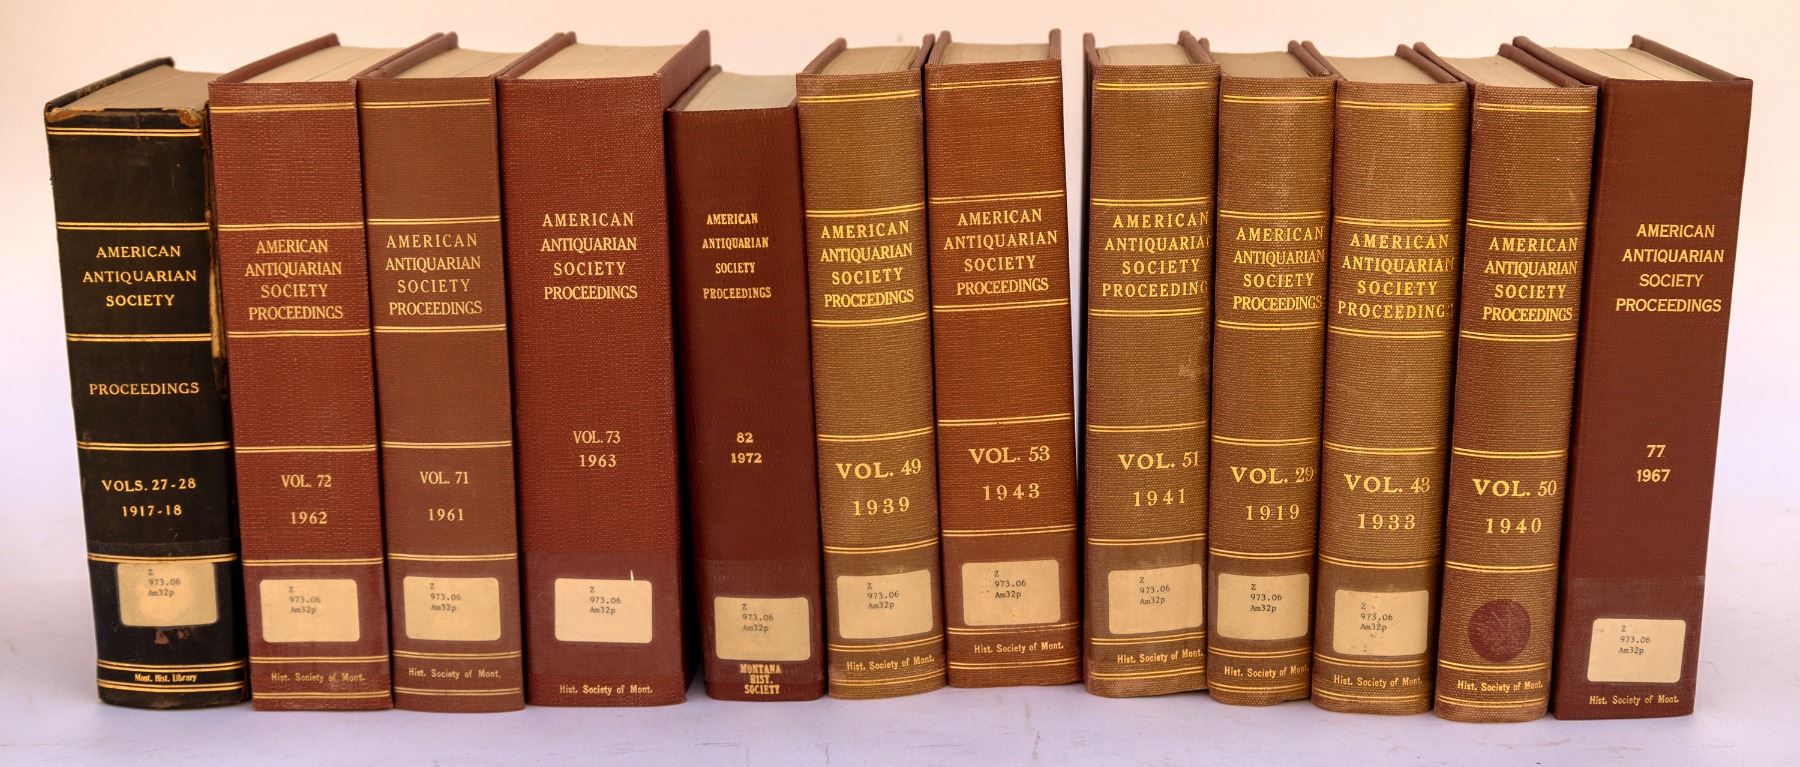 AMERICAN
ANTIQUARIAN
SOCIETY
PROCEEDINGS
VOLS. 27-28
1917-18
Z
973.06
Am32p
Mont. Hist. Library
AMERICAN
ANTIQUARIAN
SOCIETY
PROCEEDINGS
VOL. 72
1962
Z
973.06
Am32p
Hist. Society of Mont.
AMERICAN
ANTIQUARIAN
SOCIETY
PROCEEDINGS
VOL. 71
1961
Z
973.06
Am32p
Hist. Society of Mont.
AMERICAN
ANTIQUARIAN
SOCIETY
PROCEEDINGS
VOL. 73
1963
Z
973.06
Am32p
Hist. Society of Mont.
AMERICAN
ANTIQUARIAN
SOCIETY
PROCEEDINGS
82
1972
Z
973.06
Am32p
MONTANA
HIST.
SOCIETY
AMERICAN
ANTIQUARIAN
SOCIETY
PROCEEDINGS
VOL. 49
1939
Z
973.06
Am32p
Hist. Society of Mont.
AMERICAN
ANTIQUARIAN
SOCIETY
PROCEEDINGS
VOL. 53
1943
Z
973.06
Am32p
Hist. Society of Mont.
AMERICAN
ANTIQUARIA
SOCIETY
PROCEEDING
VOL. 51
1941
Z
973.06
Am32p
Hist. Society of Mont.
AMERICAN
ANTIQUARIAN
SOCIETY
PROCEEDINGS
VOL. 29
1919
Z
973.06
Am32p
Hist. Society of Mont.
AMERICAN
ANTIQUARIAN
SOCIETY
PROCEEDING
VOL. 43
1933
Z
973.06
Am32p
Hist. Society of Mont.
AMERICAN
ANTIQUARIAN
SOCIETY
PROCEEDINGS
VOL. 50
1940
Hist. Society of Mont.
AMERICAN
ANTIQUARIAN
SOCIETY
PROCEEDINGS
77
1967
Z
973.06
Am32p
Hist. Society of Mont.